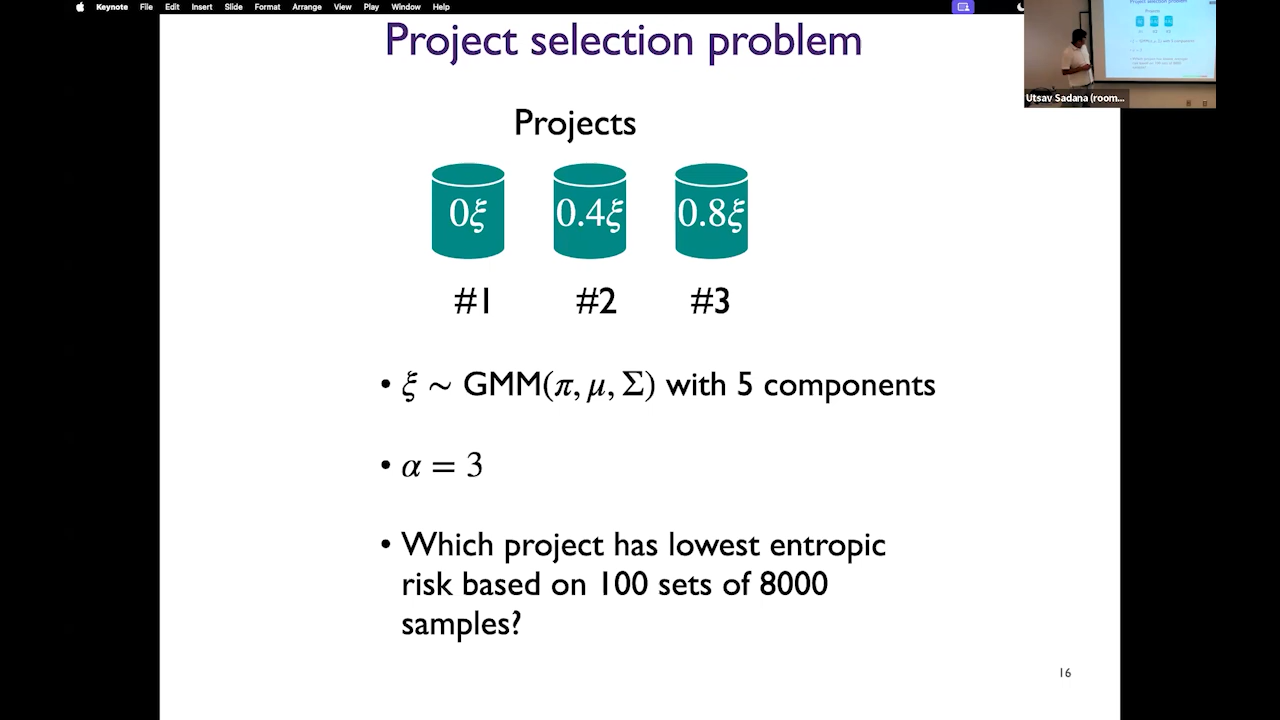 Keynote File Edit Insert Slide Format Arrange View Play Window Help
Project selection problem
Utsav Sadana (room...
Projects
0ξ 0.4ξ 0.8ξ
#1 #2 #3
• ξ ∼ GMM(π, μ, Σ) with 5 components
• α = 3
• Which project has lowest entropic
risk based on 100 sets of 8000
samples?
16